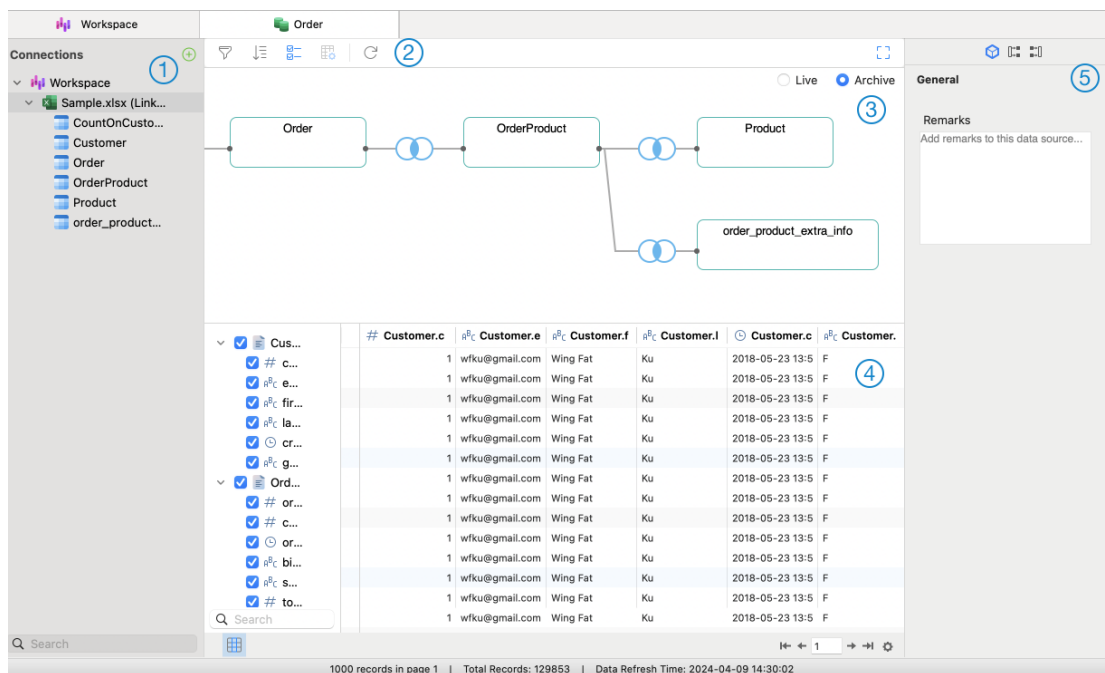 Workspace
Order
Connections
1
Workspace
Sample.xlsx (Link...
CountOnCusto...
Customer
Order
OrderProduct
Product
order_product...
Search
2
Live
Archive
3
Order
OrderProduct
Product
order_product_extra_info
Cus...
# c...
ABC e...
ABC fir...
ABC la...
cr...
ABC g...
Ord...
# or...
# c...
or...
ABC bi...
ABC s...
# to...
Search
# Customer.c ABC Customer.e ABC Customer.f ABC Customer.l Customer.c ABC Customer.
1 wfku@gmail.com Wing Fat Ku 2018-05-23 13:5 F
1 wfku@gmail.com Wing Fat Ku 2018-05-23 13:5 F
1 wfku@gmail.com Wing Fat Ku 2018-05-23 13:5 F
1 wfku@gmail.com Wing Fat Ku 2018-05-23 13:5 F
1 wfku@gmail.com Wing Fat Ku 2018-05-23 13:5 F
1 wfku@gmail.com Wing Fat Ku 2018-05-23 13:5 F
1 wfku@gmail.com Wing Fat Ku 2018-05-23 13:5 F
1 wfku@gmail.com Wing Fat Ku 2018-05-23 13:5 F
1 wfku@gmail.com Wing Fat Ku 2018-05-23 13:5 F
1 wfku@gmail.com Wing Fat Ku 2018-05-23 13:5 F
1 wfku@gmail.com Wing Fat Ku 2018-05-23 13:5 F
1 wfku@gmail.com Wing Fat Ku 2018-05-23 13:5 F
1 wfku@gmail.com Wing Fat Ku 2018-05-23 13:5 F
1 wfku@gmail.com Wing Fat Ku 2018-05-23 13:5 F
4
1
5
General
Remarks
Add remarks to this data source...
1000 records in page 1 | Total Records: 129853 | Data Refresh Time: 2024-04-09 14:30:02